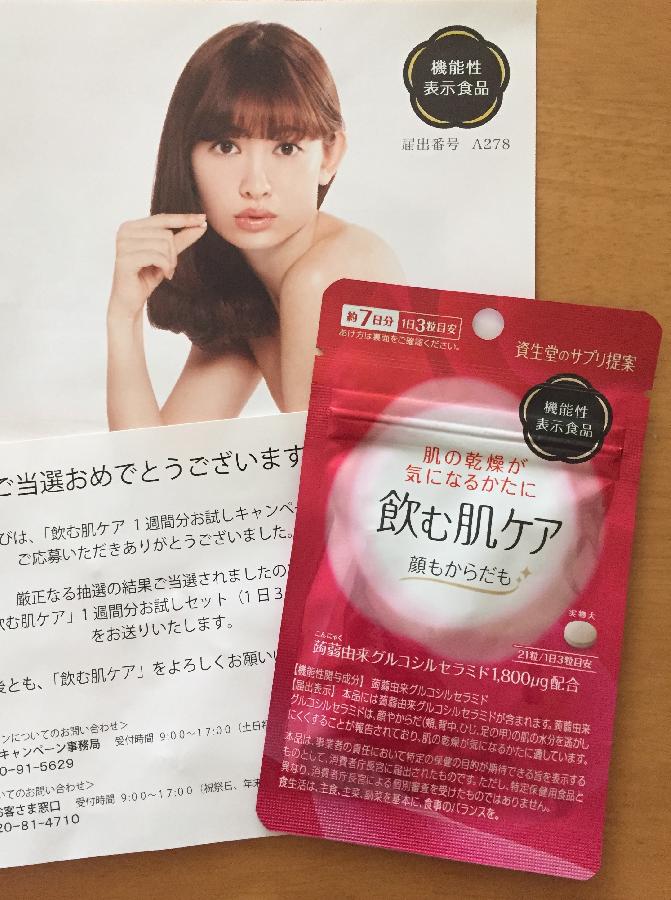 機能性
表示食品
届出番号 A278
ご当選おめでとうございます
びは、「飲む肌ケア 1週間分お試しキャンペー
ご応募いただきありがとうございました。
厳正なる抽選の結果ご当選されましたの
飲む肌ケア」1週間分お試しセット(1日3
をお送りいたします。
後とも、「飲む肌ケア」をよろしくお願い
ンについてのお問い合わせ>
キャンペーン事務局 受付時間 9:00~17:00(土日祝
0-91-5629
いてのお問い合わせ>
お客さま窓口 受付時間 9:00~17:00(祝祭日、年末
20-81-4710
約7日分 1日3粒目安
あけ方は裏面をご確認ください。
資生堂のサプリ提案
機能性
表示食品
肌の乾燥が
気になるかたに
飲む肌ケア
顔もからだも
実物大
21粒/1日3粒目安
こんにゃく
蒟蒻由来グルコシルセラミド1,800μg配合
【機能性関与成分】 蒟蒻由来グルコシルセラミド
【届出表示】 本品には蒟蒻由来グルコシルセラミドが含まれます。蒟蒻由来
グルコシルセラミドは、顔やからだ(頬、背中、ひじ、足の甲)の肌の水分を逃がし
にくくすることが報告されており、肌の乾燥が気になるかたに適しています。
本品は、事業者の責任において特定の保健の目的が期待できる旨を表示する
ものとして、消費者庁長官に届出されたものです。ただし、特定保健用食品と
異なり、消費者庁長官による個別審査を受けたものではありません。
食生活は、主食、主菜、副菜を基本に、食事のバランスを。